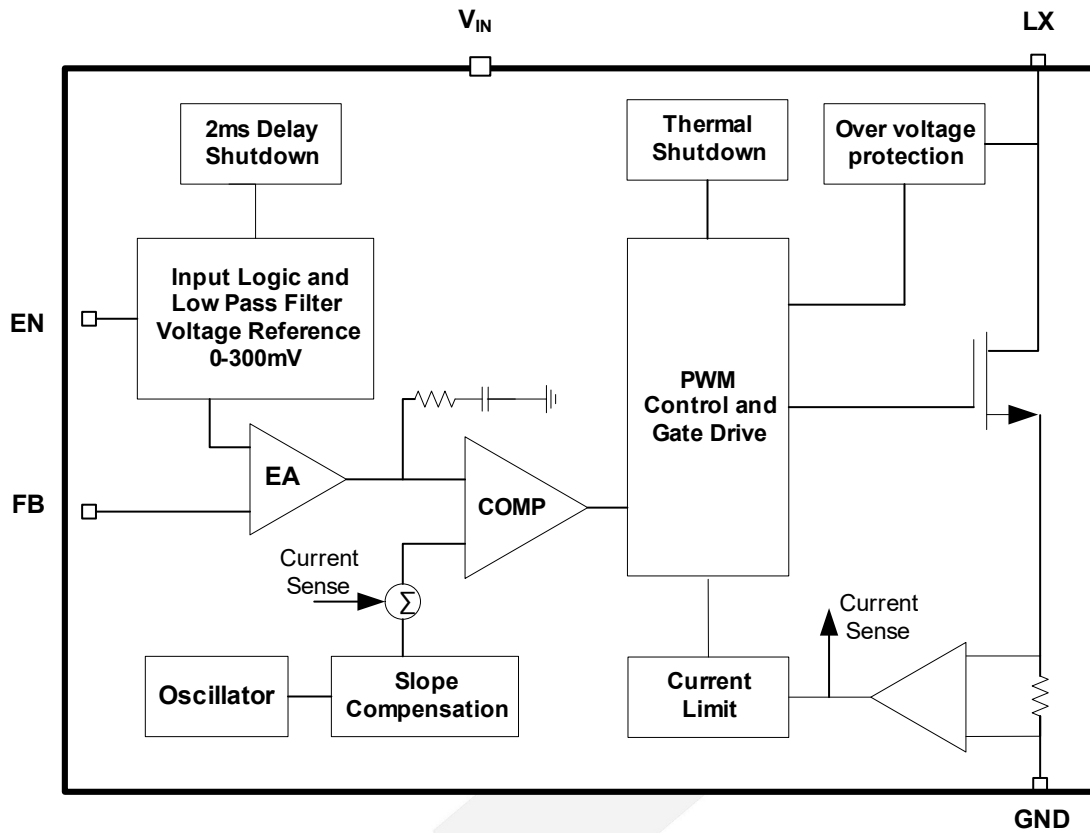 VIN
LX
2ms Delay
Shutdown
Thermal
Shutdown
Over voltage
protection
Input Logic and
Low Pass Filter
Voltage Reference
0-300mV
EN
PWM
Control and
Gate Drive
EA
FB
COMP
Current
Sense
Σ
Current
Sense
Oscillator
Slope
Compensation
Current
Limit
GND